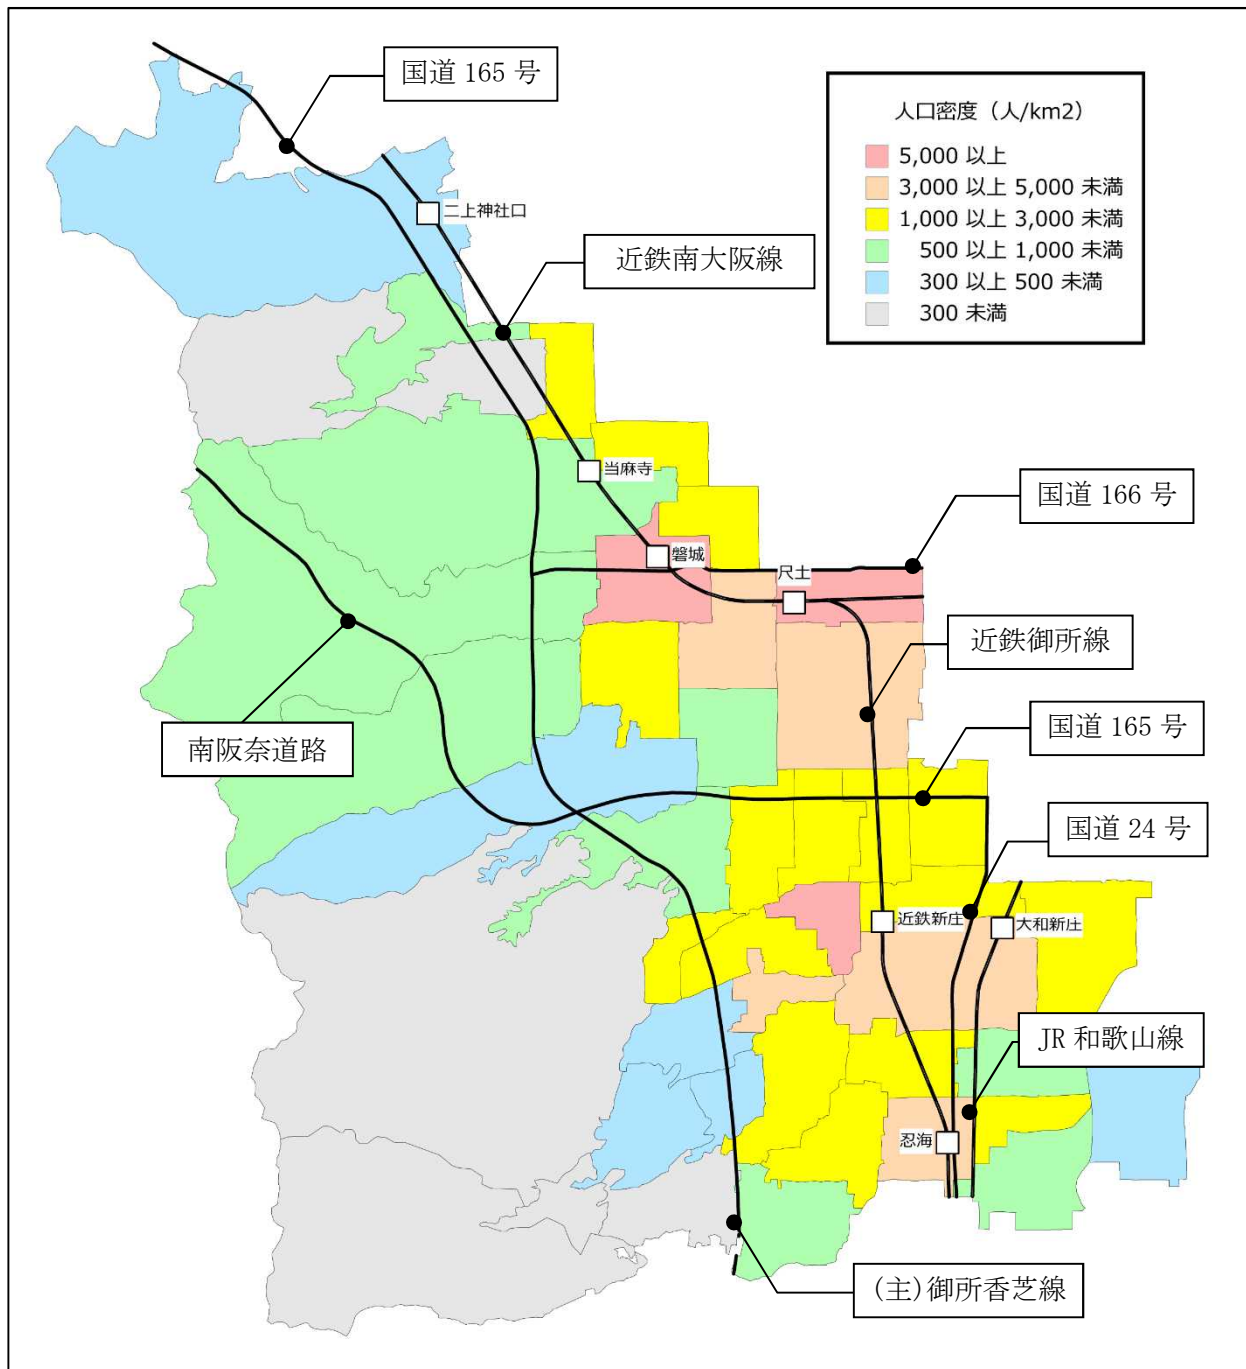 国道 165 号
人口密度（人/km2）
5,000 以上
3,000 以上 5,000 未満
1,000 以上 3,000 未満
500 以上 1,000 未満
300 以上 500 未満
300 未満
二上神社口
近鉄南大阪線
当麻寺
国道 166 号
磐城
尺土
近鉄御所線
国道 165 号
南阪奈道路
国道 24 号
近鉄新庄
大和新庄
JR 和歌山線
忍海
(主)御所香芝線